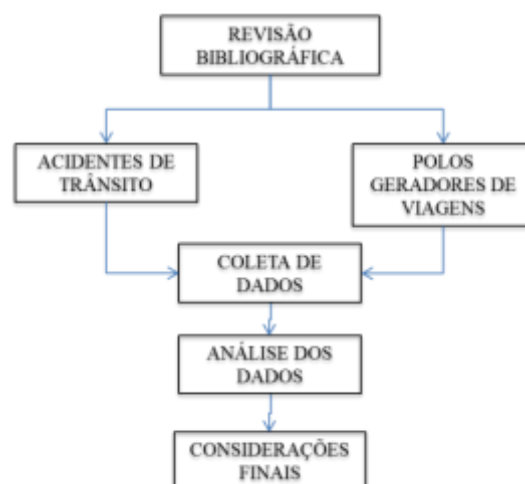 REVISÃO
BIBLIOGRÁFICA
ACIDENTES DE
TRÂNSITO
POLOS
GERADORES DE
VIAGENS
COLETA DE
DADOS
ANÁLISE DOS
DADOS
CONSIDERAÇÕES
FINAIS